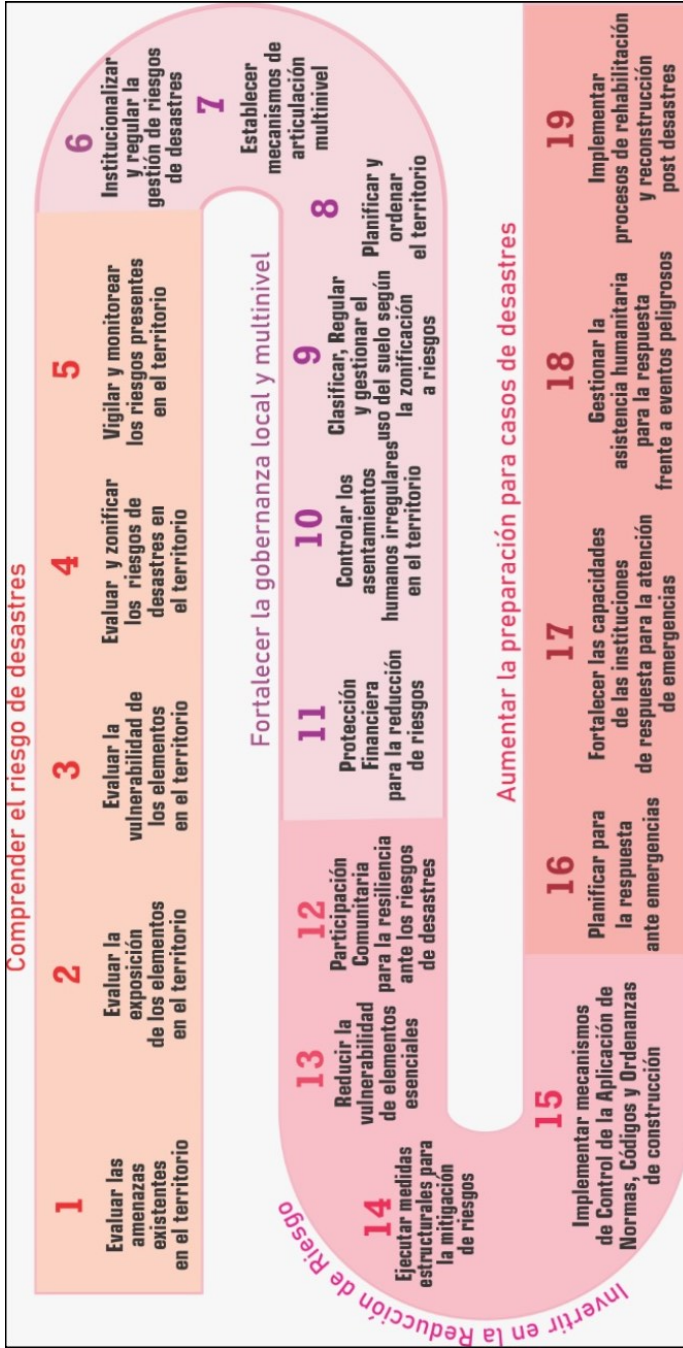 Comprender el riesgo de desastres
1
Evaluar las
amenazas
existentes
en el territorio
2
Evaluar la
exposición
de los elementos
en el territorio
3
Evaluar la
vulnerabilidad de
los elementos
en el territorio
4
Evaluar y zonificar
los riesgos de
desastres en
el territorio
5
Vigilar y monitorear
los riesgos presentes
en el territorio
6
Institucionalizar
y regular la
gestión de riesgos
de desastres
7
Establecer
mecanismos de
articulación
multinivel
Fortalecer la gobernanza local y multinivel
8
Planificar y
ordenar
el territorio
9
Clasificar, Regular
y gestionar el
uso del suelo según
la zonificación
a riesgos
10
Controlar los
asentamientos
humanos irregulares
en el territorio
11
Protección
Financiera
para la reducción
de riesgos
12
Participación
Comunitaria
para la resiliencia
ante los riesgos
de desastres
13
Reducir la
vulnerabilidad
de elementos
esenciales
14
Ejecutar medidas
estructurales para
la mitigación
de riesgos
Invertir en la Reducción de Riesgo
15
Implementar mecanismos
de Control de la Aplicación de
Normas, Códigos y Ordenanzas
de construcción
Aumentar la preparación para casos de desastres
16
Planificar para
la respuesta
ante emergencias
17
Fortalecer las capacidades
de las instituciones
de respuesta para la atención
de emergencias
18
Gestionar la
asistencia humanitaria
para la respuesta
frente a eventos peligrosos
19
Implementar
procesos de rehabilitación
y reconstrucción
post desastres